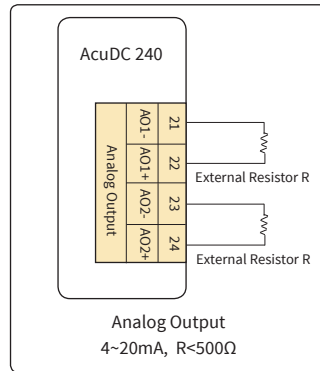 AcuDC 240
Analog Output
AO1- 21
AO1+ 22
AO2- 23
AO2+ 24
External Resistor R
External Resistor R
Analog Output
4~20mA, R<500Ω